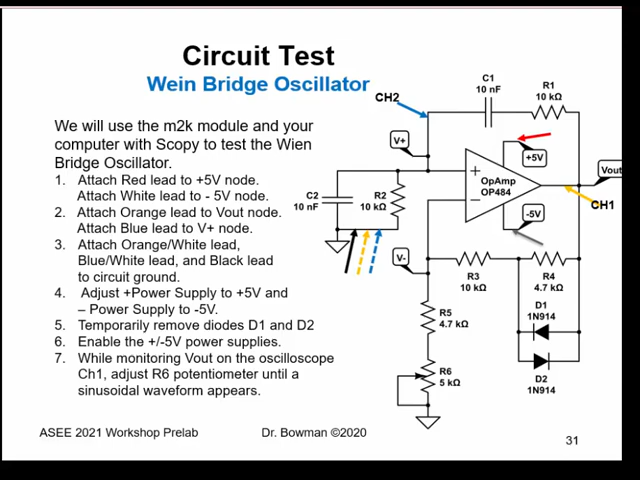 Circuit Test
Wein Bridge Oscillator
We will use the m2k module and your
computer with Scopy to test the Wien
Bridge Oscillator.
1. Attach Red lead to +5V node.
Attach White lead to - 5V node.
2. Attach Orange lead to Vout node.
Attach Blue lead to V+ node.
3. Attach Orange/White lead,
Blue/White lead, and Black lead
to circuit ground.
4. Adjust +Power Supply to +5V and
– Power Supply to -5V.
5. Temporarily remove diodes D1 and D2
6. Enable the +/-5V power supplies.
7. While monitoring Vout on the oscilloscope
Ch1, adjust R6 potentiometer until a
sinusoidal waveform appears.
CH2
C1
10 nF
R1
10 kΩ
V+
+5V
+
OpAmp
OP484
–
Vout
CH1
-5V
C2
10 nF
R2
10 kΩ
V-
R3
10 kΩ
R4
4.7 kΩ
D1
1N914
R5
4.7 kΩ
D2
1N914
R6
5 kΩ
ASEE 2021 Workshop Prelab
Dr. Bowman ©2020
31